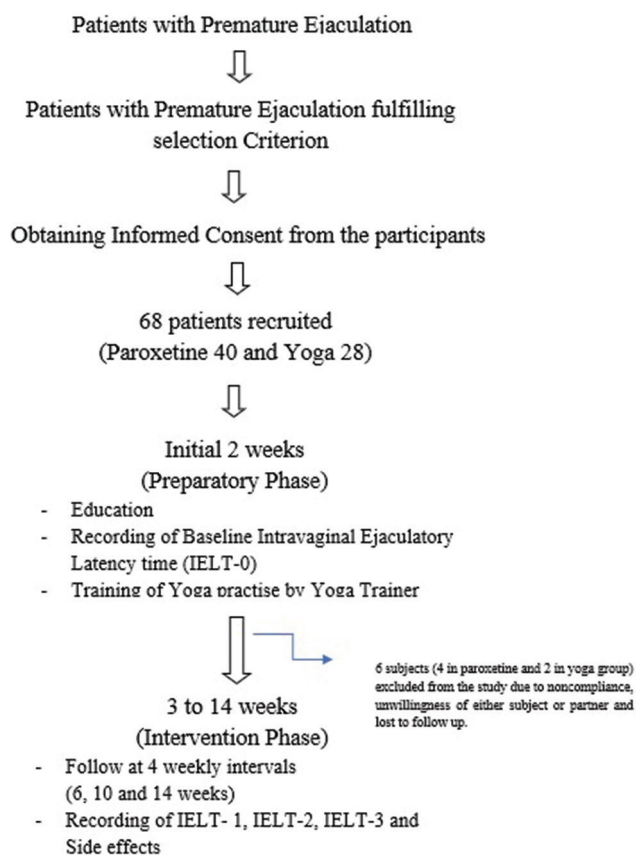 Patients with Premature Ejaculation
Patients with Premature Ejaculation fulfilling
selection Criterion
Obtaining Informed Consent from the participants
68 patients recruited
(Paroxetine 40 and Yoga 28)
Initial 2 weeks
(Preparatory Phase)
- Education
- Recording of Baseline Intravaginal Ejaculatory
Latency time (IELT-0)
- Training of Yoga practise by Yoga Trainer
6 subjects (4 in paroxetine and 2 in yoga group)
excluded from the study due to noncompliance,
unwillingness of either subject or partner and
lost to follow up.
3 to 14 weeks
(Intervention Phase)
- Follow at 4 weekly intervals
(6, 10 and 14 weeks)
- Recording of IELT- 1, IELT-2, IELT-3 and
Side effects